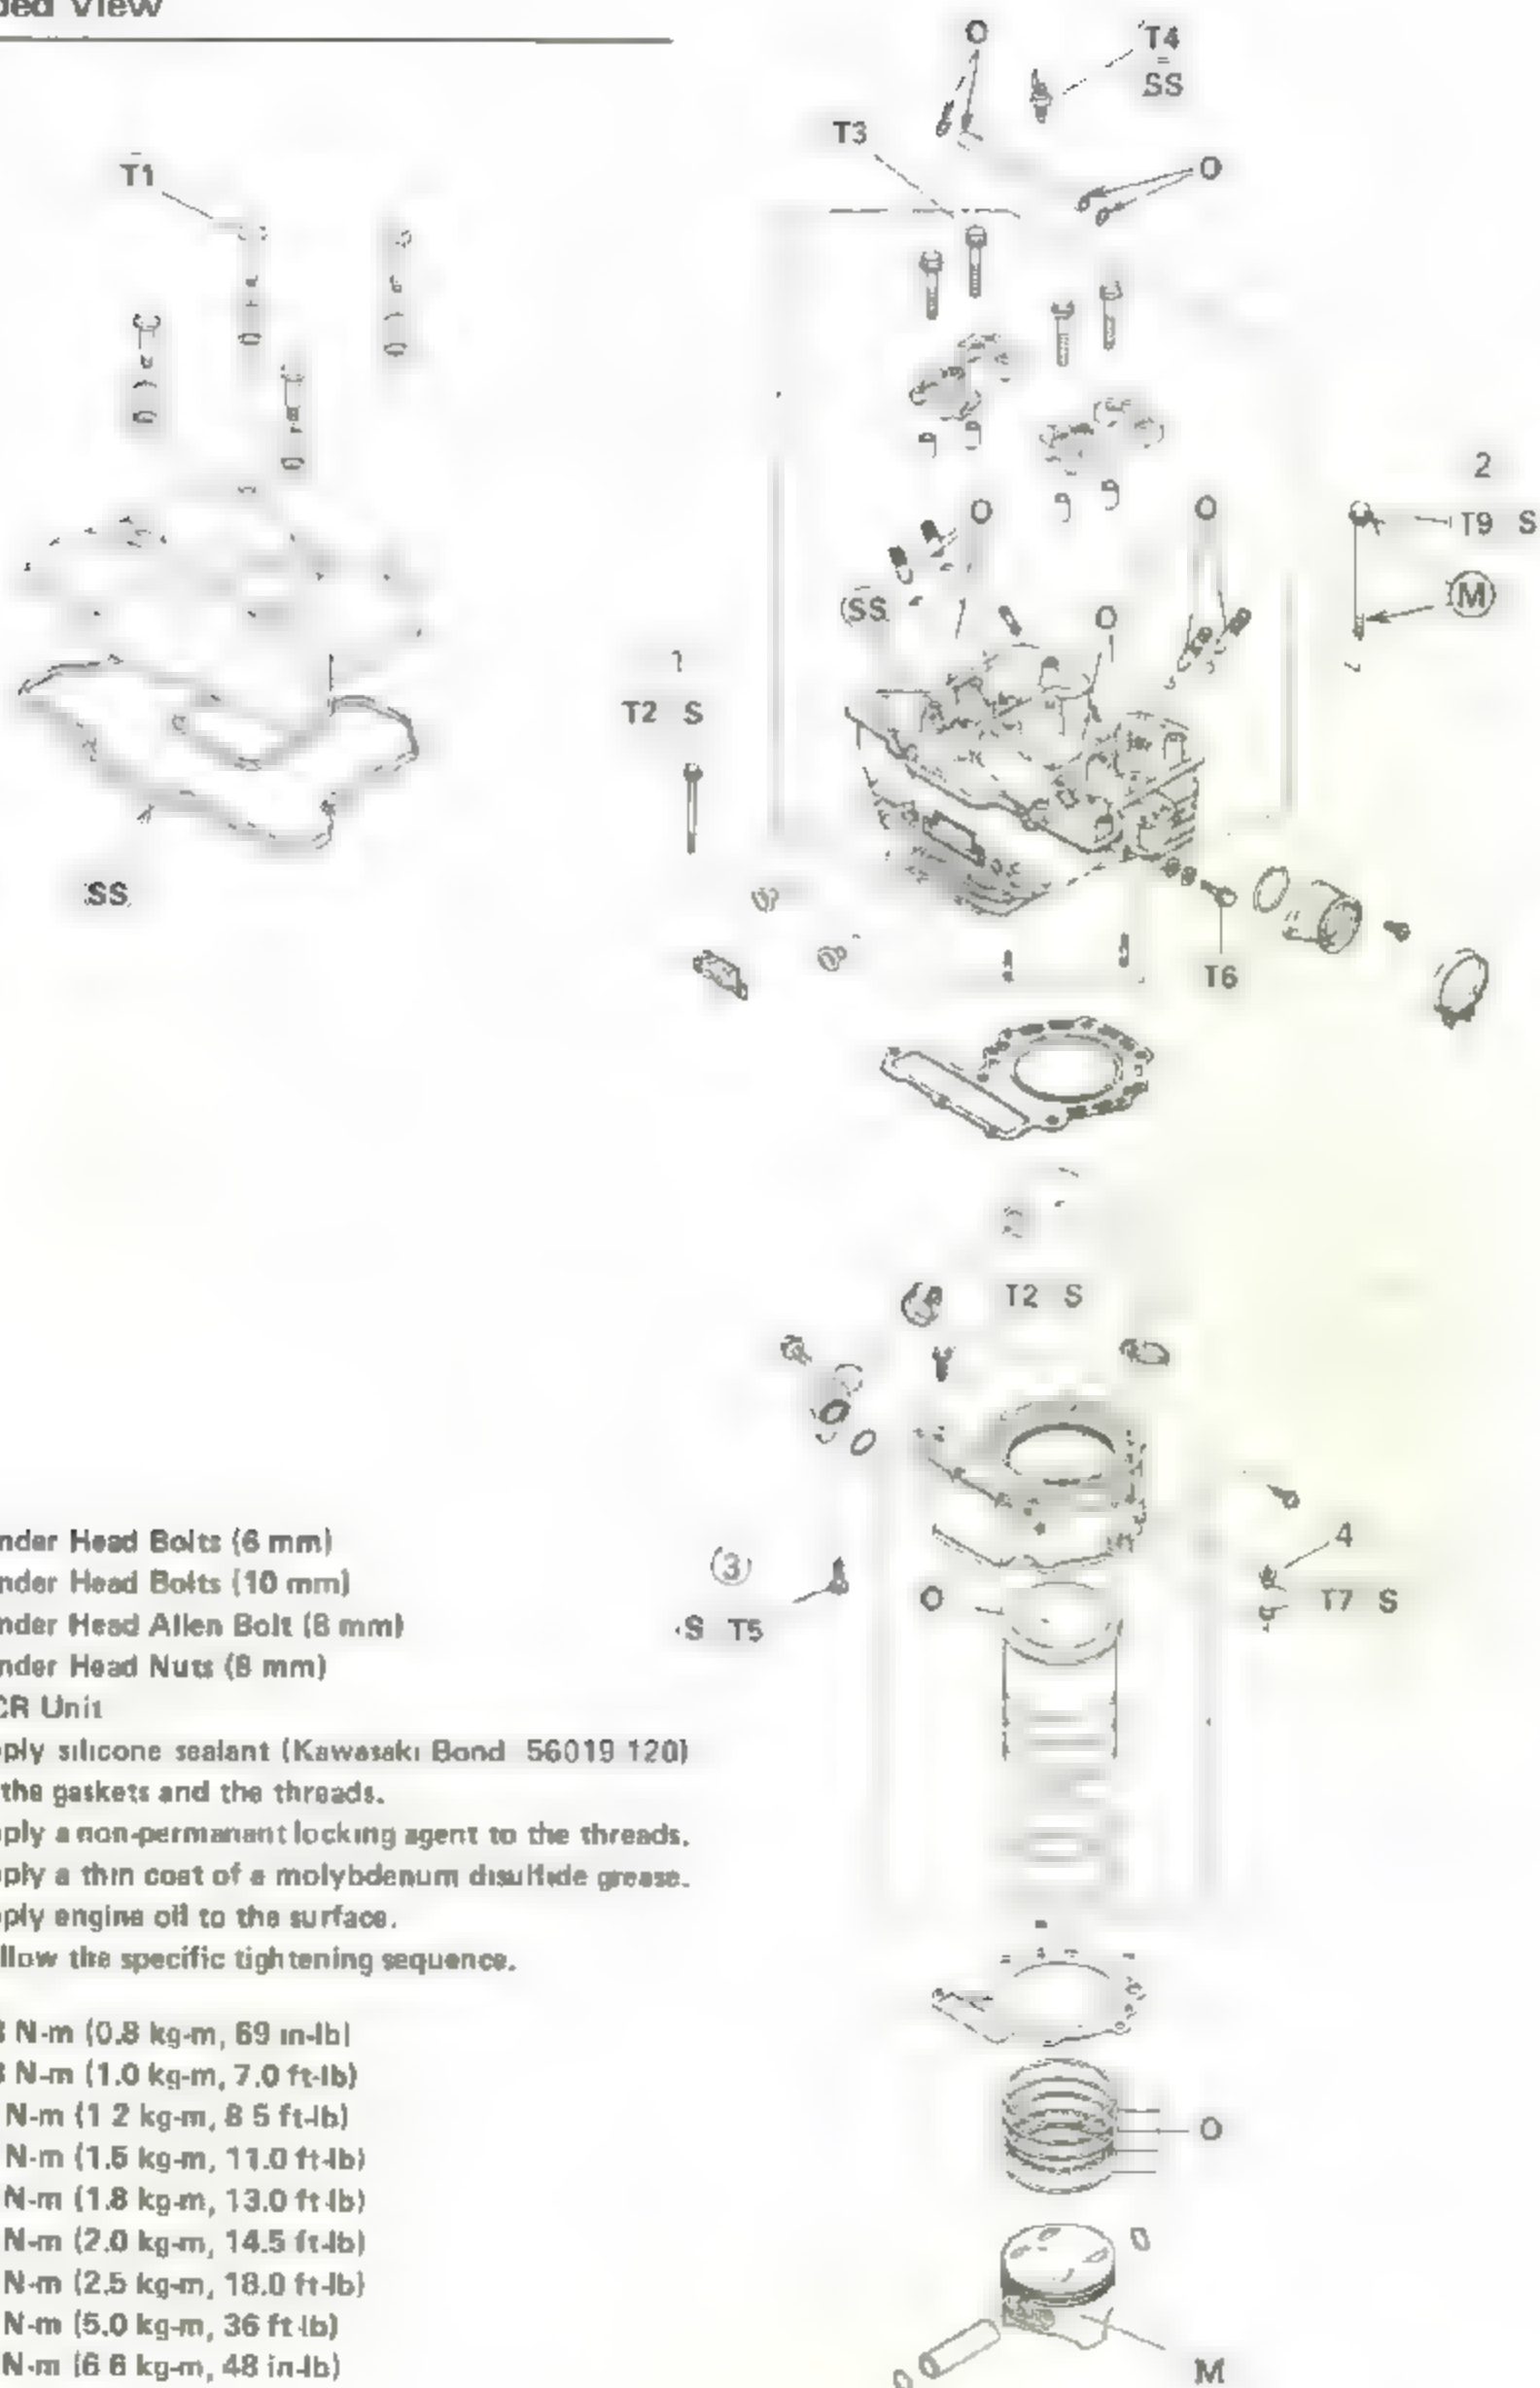 ded View
O
T4
SS
T3
T1
O
2
O
O
T9 S
M
SS
O
1
T2 S
SS
T6
T2 S
4
3
O
T7 S
S T5
nder Head Bolts (6 mm)
nder Head Bolts (10 mm)
nder Head Allen Bolt (8 mm)
nder Head Nuts (8 mm)
CR Unit
pply silicone sealant (Kawasaki Bond 56019 120)
the gaskets and the threads.
pply a non-permanant locking agent to the threads.
pply a thin coat of a molybdenum disulfide grease.
pply engine oil to the surface.
llow the specific tightening sequence.
8 N-m (0.8 kg-m, 69 in-lb)
8 N-m (1.0 kg-m, 7.0 ft-lb)
N-m (1 2 kg-m, 8 5 ft-lb)
N-m (1.5 kg-m, 11.0 ft-lb)
O
N-m (1.8 kg-m, 13.0 ft-lb)
N-m (2.0 kg-m, 14.5 ft-lb)
N-m (2.5 kg-m, 18.0 ft-lb)
N-m (5.0 kg-m, 36 ft-lb)
N-m (6 6 kg-m, 48 in-lb)
M